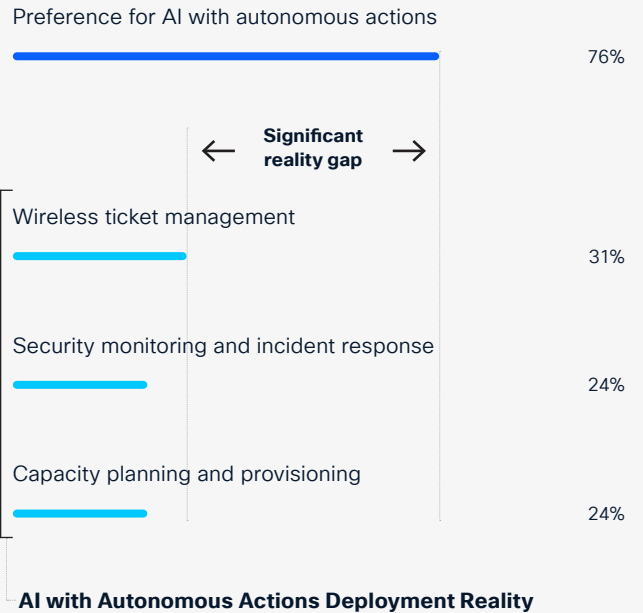 Preference for AI with autonomous actions
76%
Significant
reality gap
Wireless ticket management
31%
Security monitoring and incident response
24%
Capacity planning and provisioning
24%
AI with Autonomous Actions Deployment Reality